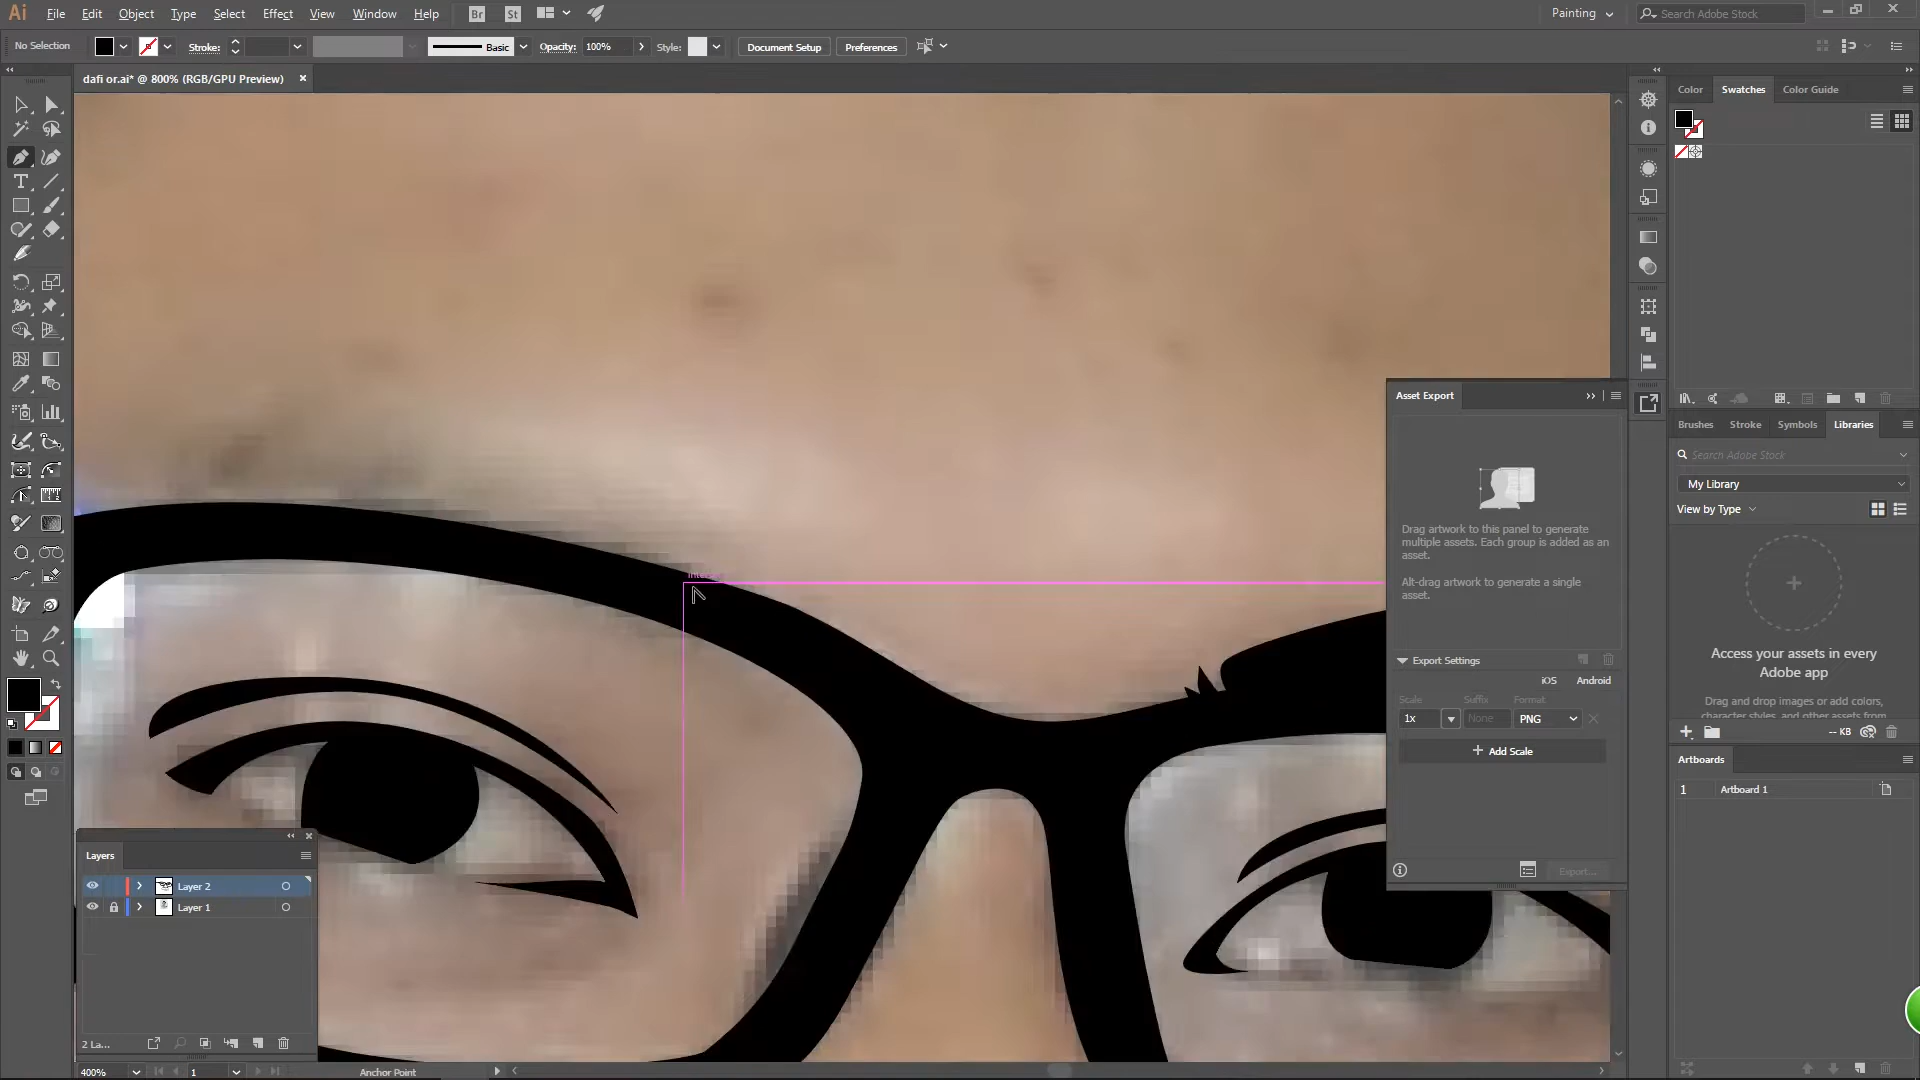 Ai File Edit Object Type Select Effect View Window Help Br St Painting Search Adobe Stock
No Selection Stroke: Basic Opacity: 100% Style: Document Setup Preferences
dafi or.ai* @ 800% (RGB/GPU Preview)
Color Swatches Color Guide
Asset Export
Drag artwork to this panel to generate
multiple assets. Each group is added as an
asset.
Alt-drag artwork to generate a single
asset.
Export Settings
iOS Android
Scale Suffix Format
1x None PNG
Add Scale
Export...
Brushes Stroke Symbols Libraries
Search Adobe Stock
My Library
View by Type
Access your assets in every
Adobe app
Drag and drop images or add colors,
character styles, and other assets from
-- KB
Artboards
1 Artboard 1
Layers
Layer 2
Layer 1
2 La...
400% 1 Anchor Point